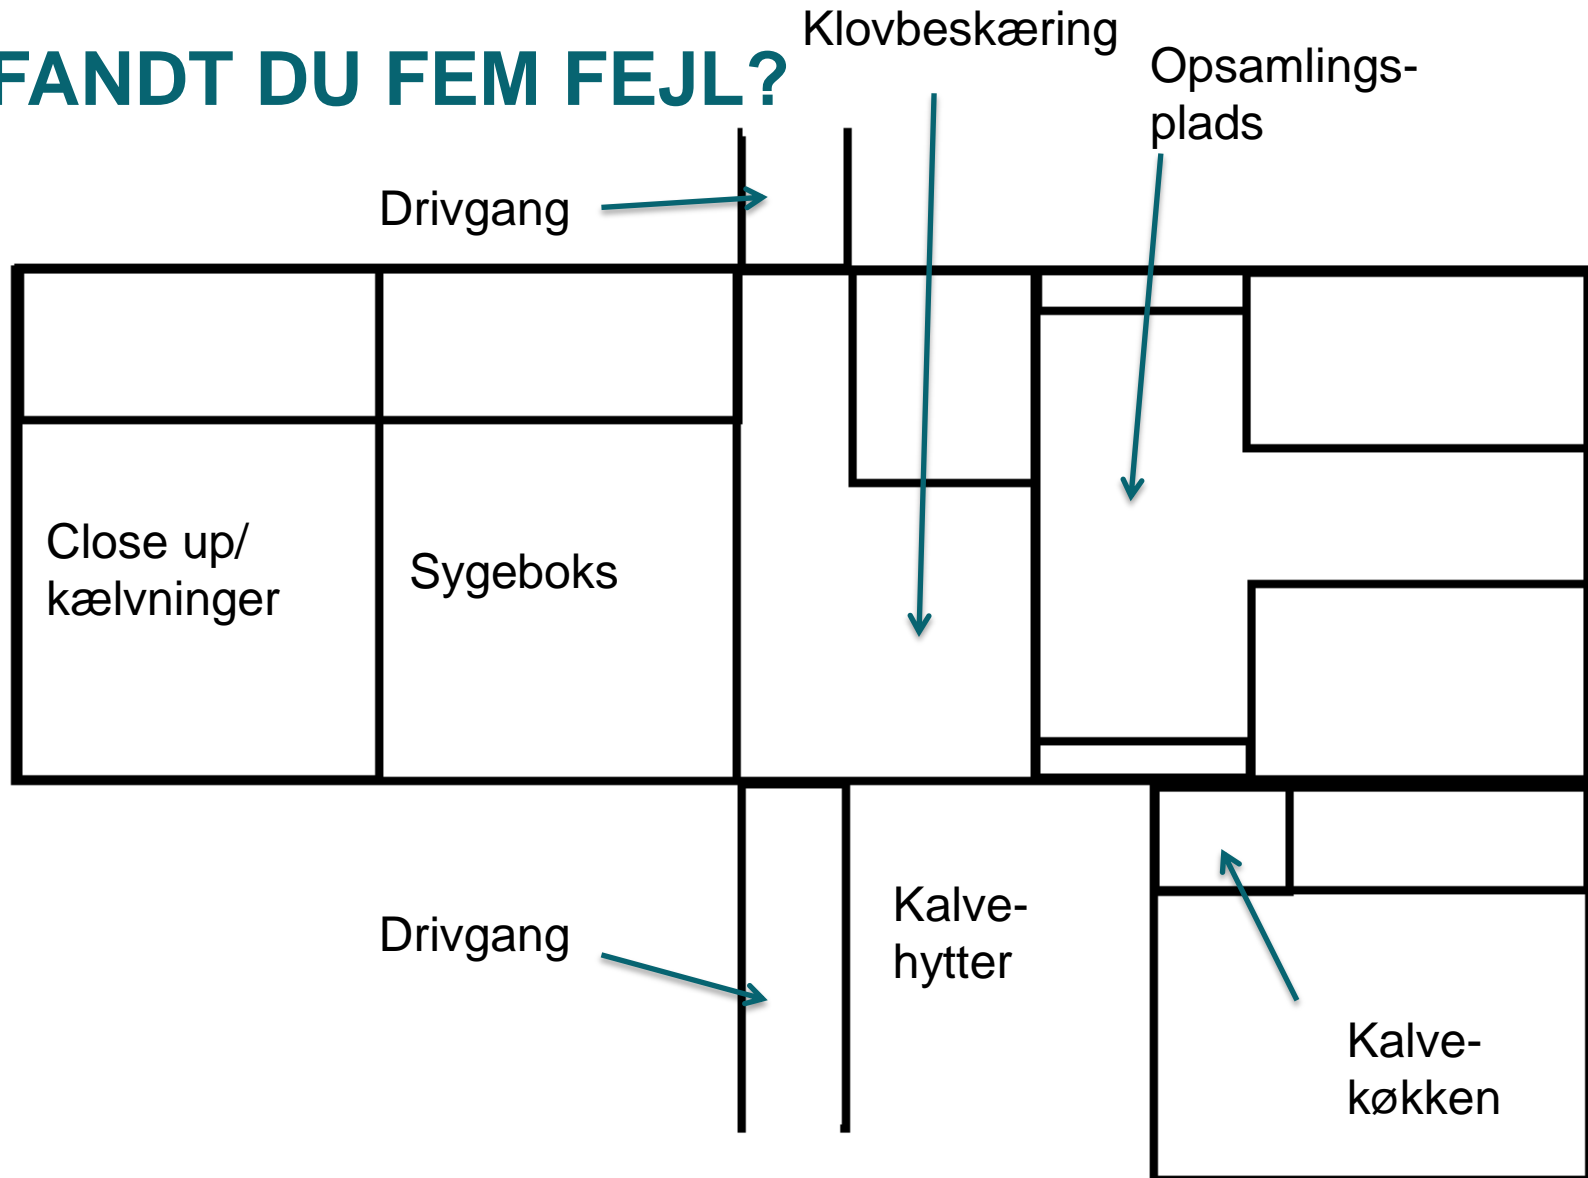 FANDT DU FEM FEJL?
Klovbeskæring
Opsamlings-
plads
Drivgang
Close up/
kælvninger
Sygeboks
Drivgang
Kalve-
hytter
Kalve-
køkken